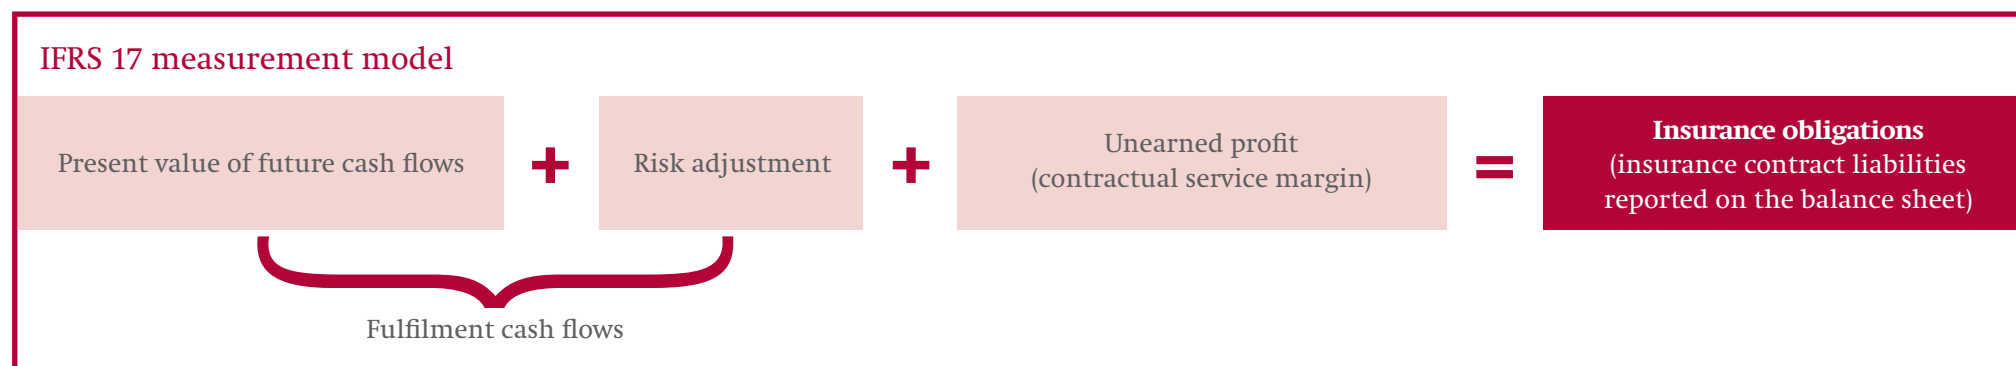 IFRS 17 measurement model
Present value of future cash flows
+
Risk adjustment
+
Unearned profit
(contractual service margin)
=
Insurance obligations
(insurance contract liabilities
reported on the balance sheet)
Fulfilment cash flows